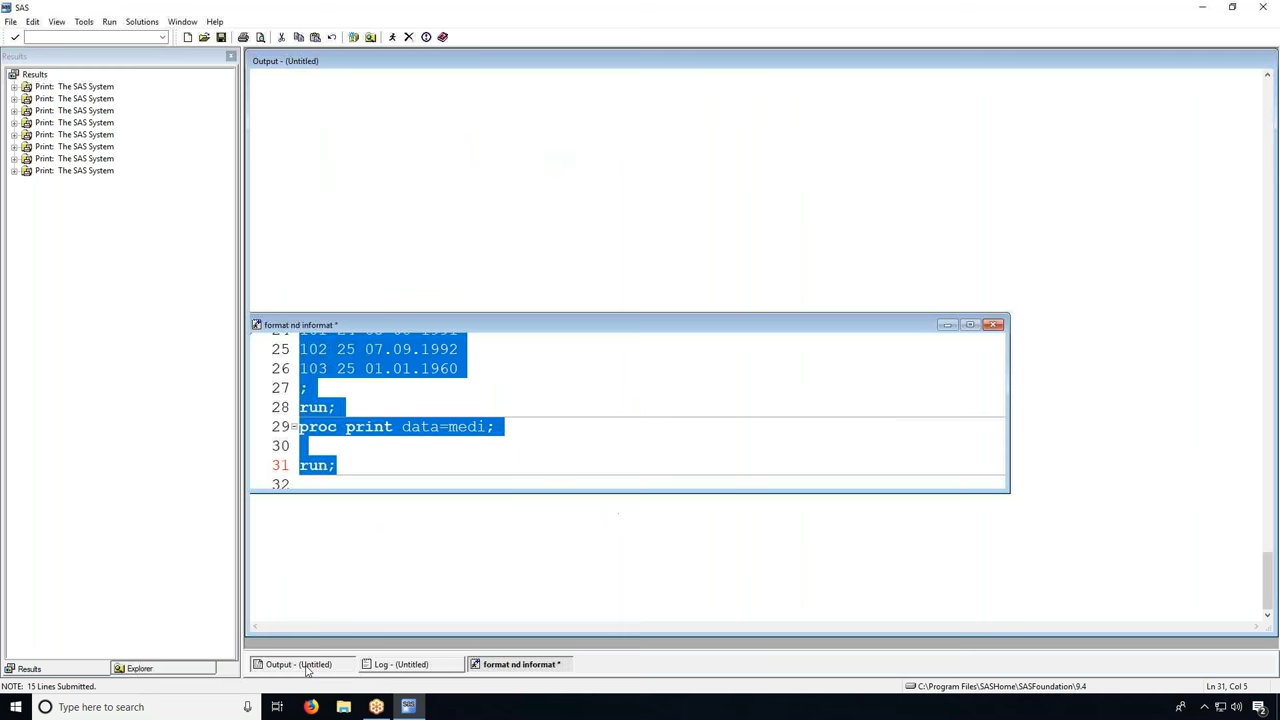 SAS
File Edit View Tools Run Solutions Window Help
Results
Results
Print: The SAS System
Print: The SAS System
Print: The SAS System
Print: The SAS System
Print: The SAS System
Print: The SAS System
Print: The SAS System
Print: The SAS System
Output - (Untitled)
format nd informat *
25 102 25 07.09.1992
26 103 25 01.01.1960
27 ;
28 run;
29 proc print data=medi;
30
31 run;
32
Results Explorer
Output - (Untitled) Log - (Untitled) format nd informat *
NOTE: 15 Lines Submitted. C:\Program Files\SASHome\SASFoundation\9.4 Ln 31, Col 5
Type here to search
SAS
2